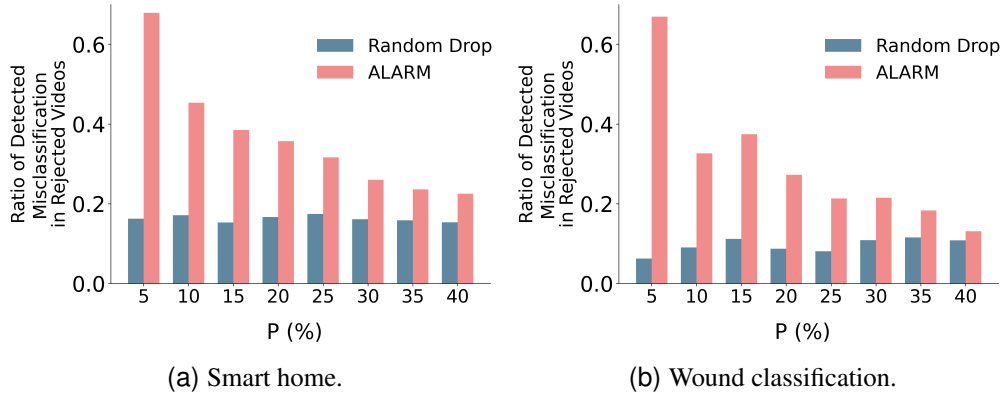 Ratio of Detected
Misclassification
in Rejected Videos
0.6
0.4
0.2
0.0
Random Drop
ALARM
5 10 15 20 25 30 35 40
P (%)
(a) Smart home.
Ratio of Detected
Misclassification
in Rejected Videos
0.6
0.4
0.2
0.0
Random Drop
ALARM
5 10 15 20 25 30 35 40
P (%)
(b) Wound classification.